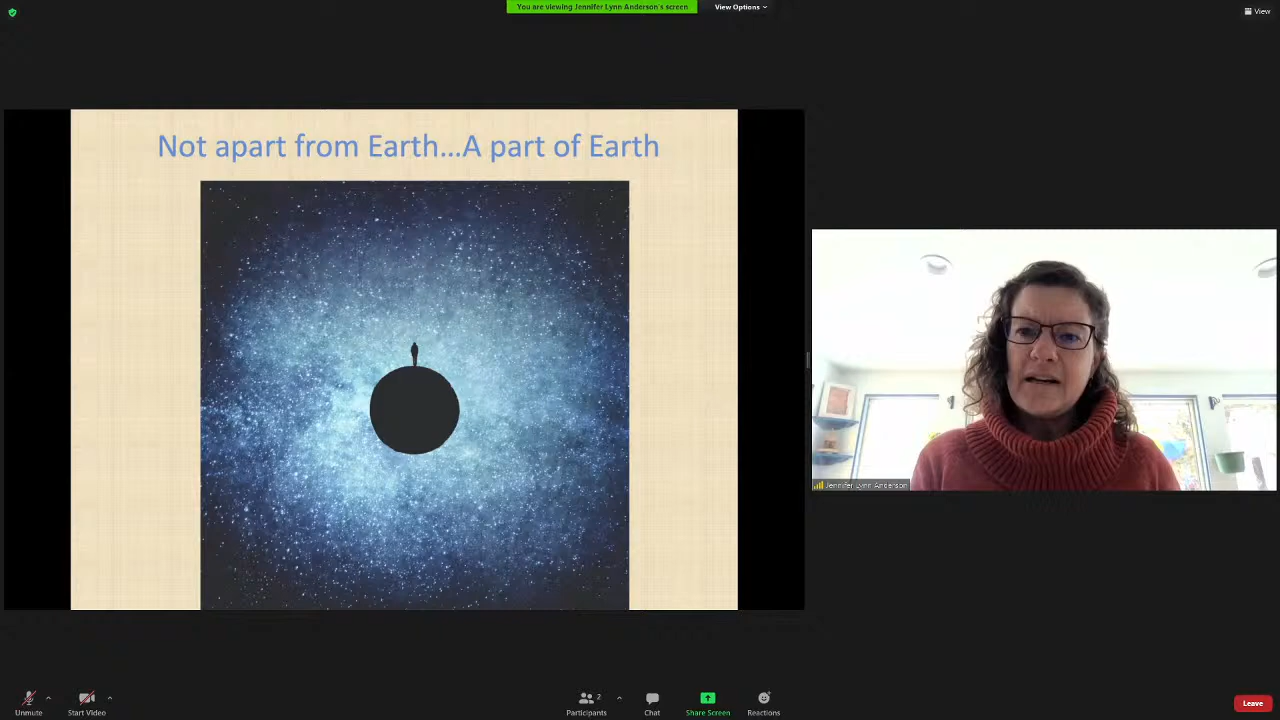 You are viewing Jennifer Lynn Anderson's screen
View Options
View
Not apart from Earth...A part of Earth
Jennifer Lynn Anderson
Unmute
Start Video
2
Participants
Chat
Share Screen
Reactions
Leave